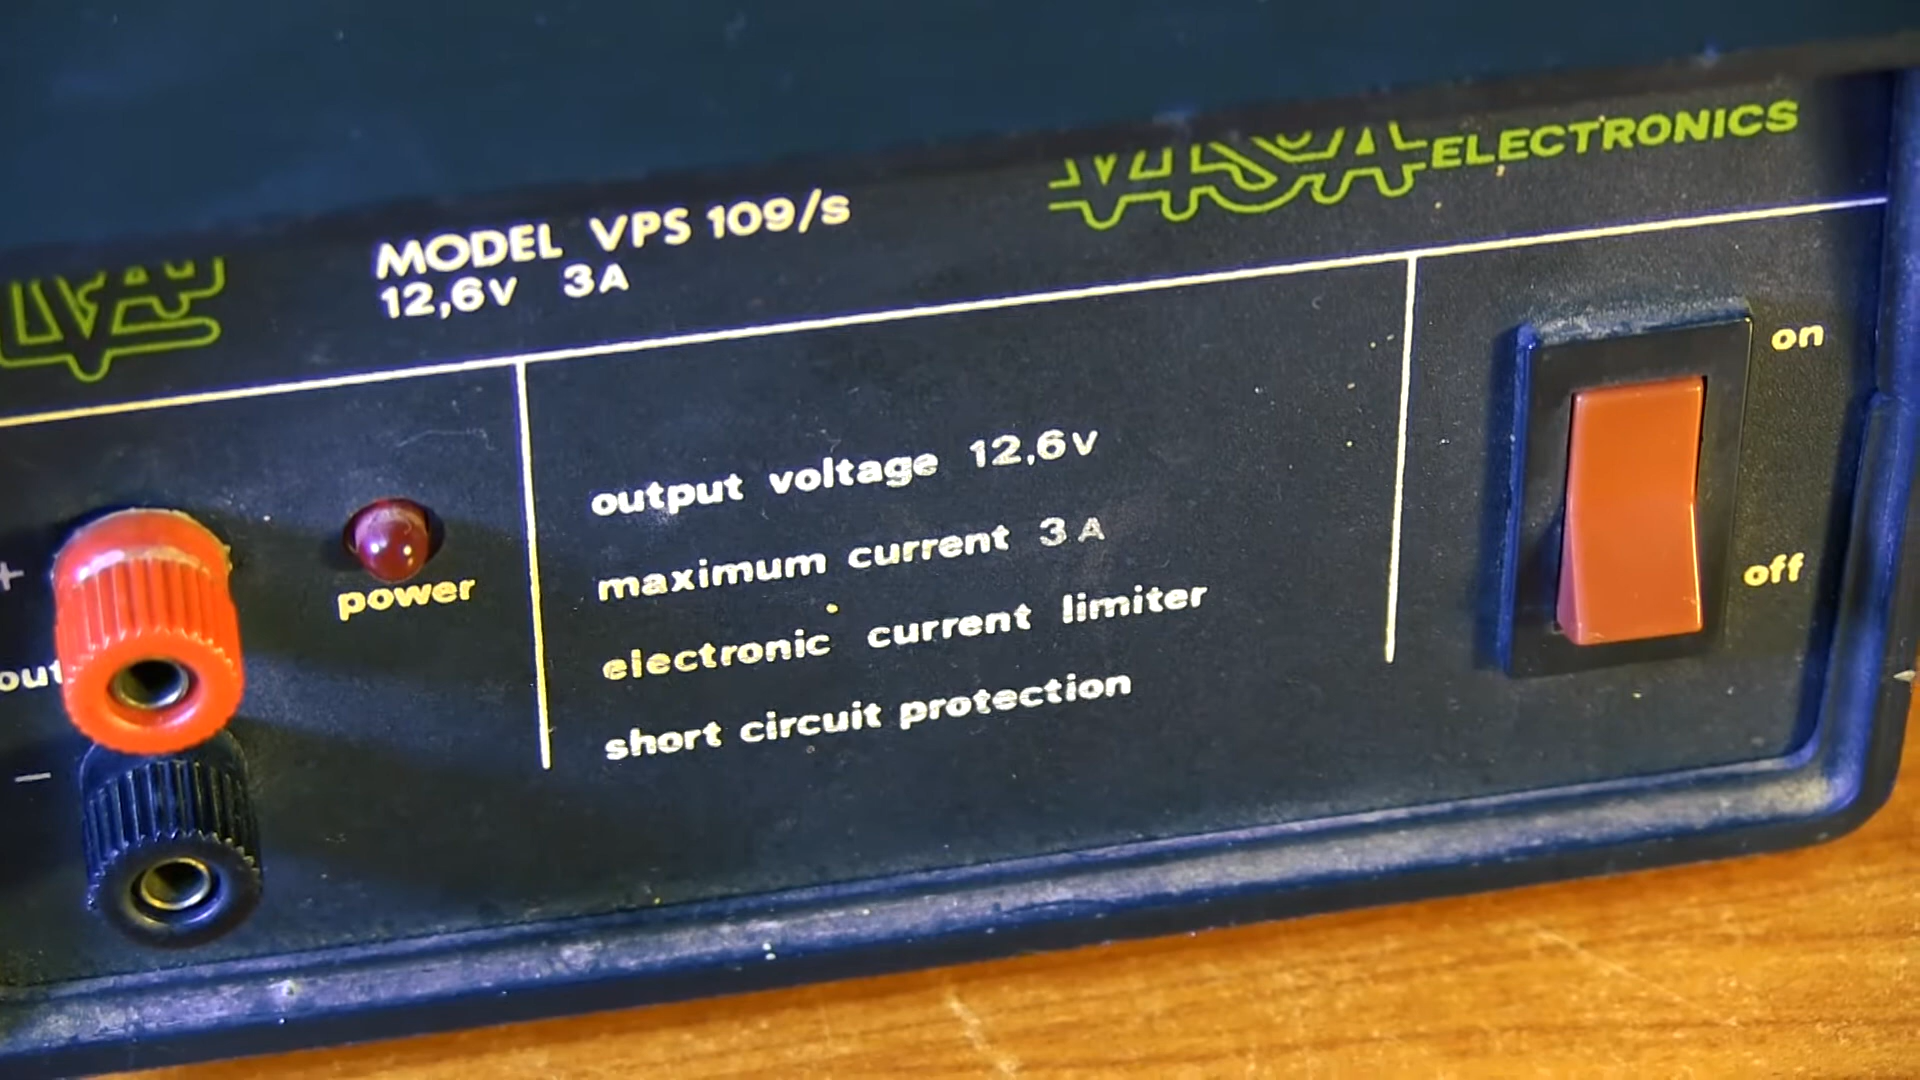 ELECTRONICS
MODEL VPS 109/s
12,6V 3A
output voltage 12,6V
maximum current 3A
electronic current limiter
short circuit protection
+
power
out
−
on
off